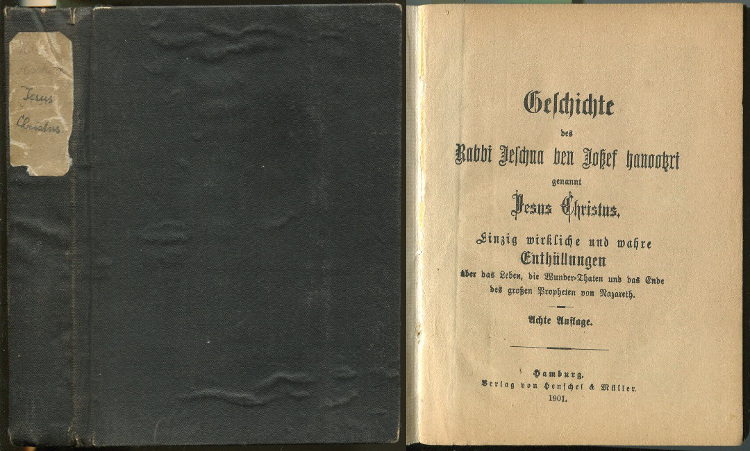 Jesus
Christus
Geschichte
des
Rabbi Jeschua ben Joßef hanootzri
genannt
Jesus Christus.
Einzig wirkliche und wahre
Enthüllungen
über das Leben, die Wunder-Thaten und das Ende
des großen Propheten von Nazareth.
Achte Auflage.
Hamburg.
Verlag von Henschel & Müller.
1901.